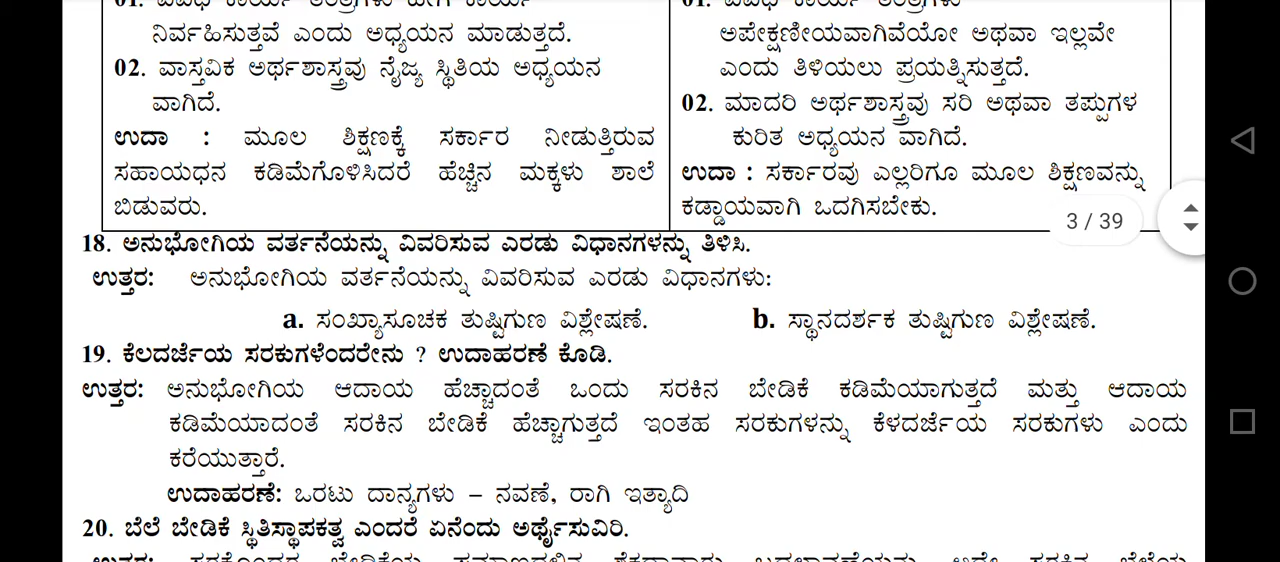 ನಿರ್ವಹಿಸುತ್ತವೆ ಎಂದು ಅಧ್ಯಯನ ಮಾಡುತ್ತದೆ.
02. ವಾಸ್ತವಿಕ ಅರ್ಥಶಾಸ್ತ್ರವು ನೈಜ್ಯ ಸ್ಥಿತಿಯ ಅಧ್ಯಯನ
ವಾಗಿದೆ.
ಉದಾ : ಮೂಲ ಶಿಕ್ಷಣಕ್ಕೆ ಸರ್ಕಾರ ನೀಡುತ್ತಿರುವ
ಸಹಾಯಧನ ಕಡಿಮೆಗೊಳಿಸಿದರೆ ಹೆಚ್ಚಿನ ಮಕ್ಕಳು ಶಾಲೆ
ಬಿಡುವರು.
ಅಪೇಕ್ಷಣೀಯವಾಗಿವೆಯೋ ಅಥವಾ ಇಲ್ಲವೇ
ಎಂದು ತಿಳಿಯಲು ಪ್ರಯತ್ನಿಸುತ್ತದೆ.
02. ಮಾದರಿ ಅರ್ಥಶಾಸ್ತ್ರವು ಸರಿ ಅಥವಾ ತಪ್ಪುಗಳ
ಕುರಿತ ಅಧ್ಯಯನ ವಾಗಿದೆ.
ಉದಾ : ಸರ್ಕಾರವು ಎಲ್ಲರಿಗೂ ಮೂಲ ಶಿಕ್ಷಣವನ್ನು
ಕಡ್ಡಾಯವಾಗಿ ಒದಗಿಸಬೇಕು.
3 / 39
18. ಅನುಭೋಗಿಯ ವರ್ತನೆಯನ್ನು ವಿವರಿಸುವ ಎರಡು ವಿಧಾನಗಳನ್ನು ತಿಳಿಸಿ.
ಉತ್ತರ: ಅನುಭೋಗಿಯ ವರ್ತನೆಯನ್ನು ವಿವರಿಸುವ ಎರಡು ವಿಧಾನಗಳು:
a. ಸಂಖ್ಯಾಸೂಚಕ ತುಷ್ಟಿಗುಣ ವಿಶ್ಲೇಷಣೆ. b. ಸ್ಥಾನದರ್ಶಕ ತುಷ್ಟಿಗುಣ ವಿಶ್ಲೇಷಣೆ.
19. ಕೆಲದರ್ಜೆಯ ಸರಕುಗಳೆಂದರೇನು ? ಉದಾಹರಣೆ ಕೊಡಿ.
ಉತ್ತರ: ಅನುಭೋಗಿಯ ಆದಾಯ ಹೆಚ್ಚಾದಂತೆ ಒಂದು ಸರಕಿನ ಬೇಡಿಕೆ ಕಡಿಮೆಯಾಗುತ್ತದೆ ಮತ್ತು ಆದಾಯ
ಕಡಿಮೆಯಾದಂತೆ ಸರಕಿನ ಬೇಡಿಕೆ ಹೆಚ್ಚಾಗುತ್ತದೆ ಇಂತಹ ಸರಕುಗಳನ್ನು ಕೆಳದರ್ಜೆಯ ಸರಕುಗಳು ಎಂದು
ಕರೆಯುತ್ತಾರೆ.
ಉದಾಹರಣೆ: ಒರಟು ದಾನ್ಯಗಳು – ನವಣೆ, ರಾಗಿ ಇತ್ಯಾದಿ
20. ಬೆಲೆ ಬೇಡಿಕೆ ಸ್ಥಿತಿಸ್ಥಾಪಕತ್ವ ಎಂದರೆ ಏನೆಂದು ಅರ್ಥೈಸುವಿರಿ.